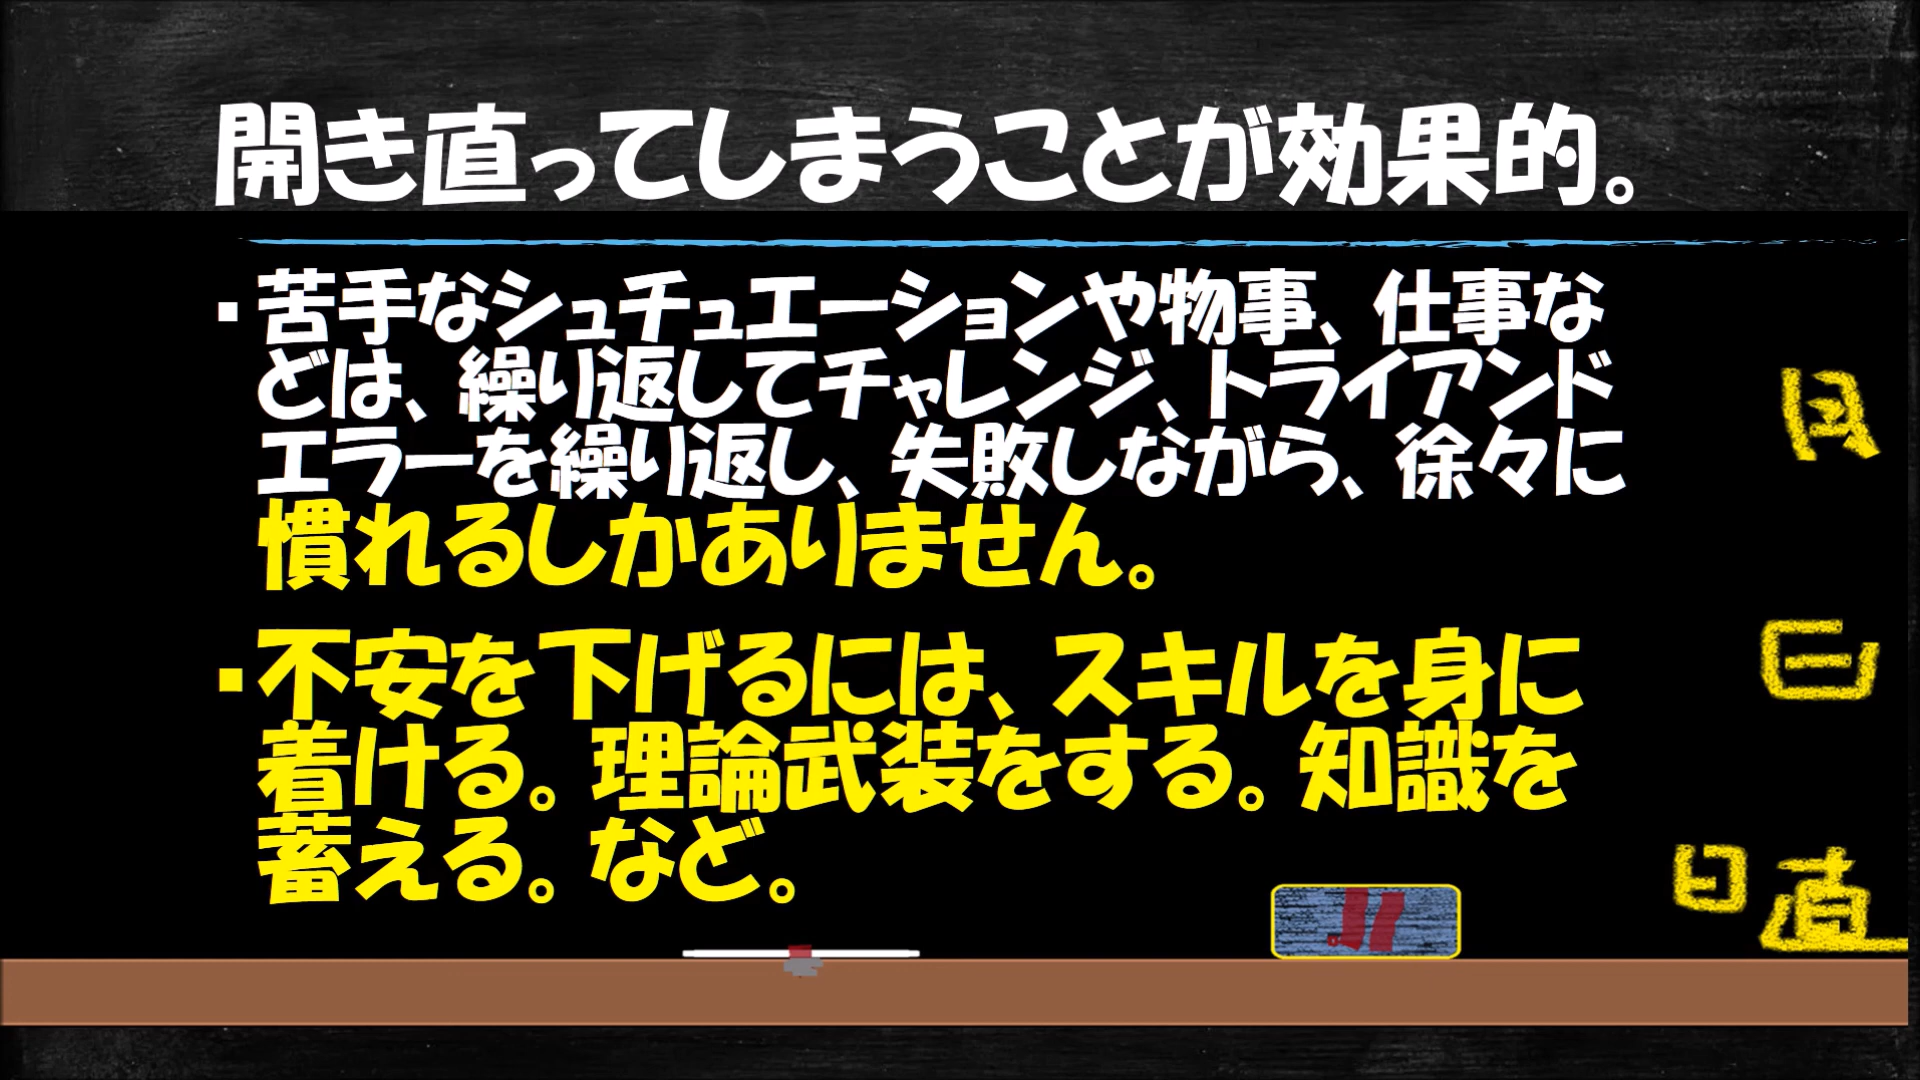 開き直ってしまうことが効果的。
▪苦手なシュチュエーションや物事、仕事な
どは、繰り返してチャレンジ、トライアンド
エラーを繰り返し、失敗しながら、徐々に
慣れるしかありません。
▪不安を下げるには、スキルを身に
着ける。理論武装をする。知識を
蓄える。など。
日直